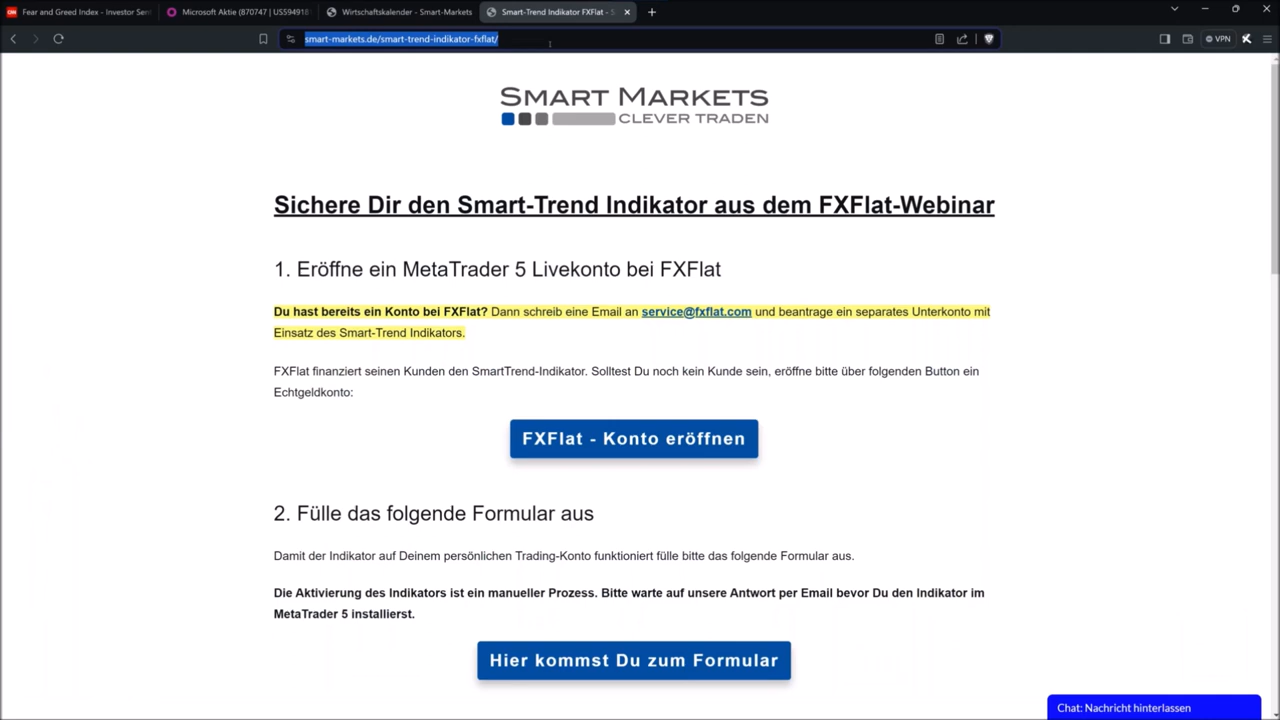 Fear and Greed Index - Investor Sen
Microsoft Aktie (870747 | US594918
Wirtschaftskalender - Smart-Markets
Smart-Trend Indikator FXFlat - S
smart-markets.de/smart-trend-indikator-fxflat/
VPN
SMART MARKETS
CLEVER TRADEN
Sichere Dir den Smart-Trend Indikator aus dem FXFlat-Webinar
1. Eröffne ein MetaTrader 5 Livekonto bei FXFlat
Du hast bereits ein Konto bei FXFlat? Dann schreib eine Email an service@fxflat.com und beantrage ein separates Unterkonto mit
Einsatz des Smart-Trend Indikators.
FXFlat finanziert seinen Kunden den SmartTrend-Indikator. Solltest Du noch kein Kunde sein, eröffne bitte über folgenden Button ein
Echtgeldkonto:
FXFlat - Konto eröffnen
2. Fülle das folgende Formular aus
Damit der Indikator auf Deinem persönlichen Trading-Konto funktioniert fülle bitte das folgende Formular aus.
Die Aktivierung des Indikators ist ein manueller Prozess. Bitte warte auf unsere Antwort per Email bevor Du den Indikator im
MetaTrader 5 installierst.
Hier kommst Du zum Formular
Chat: Nachricht hinterlassen